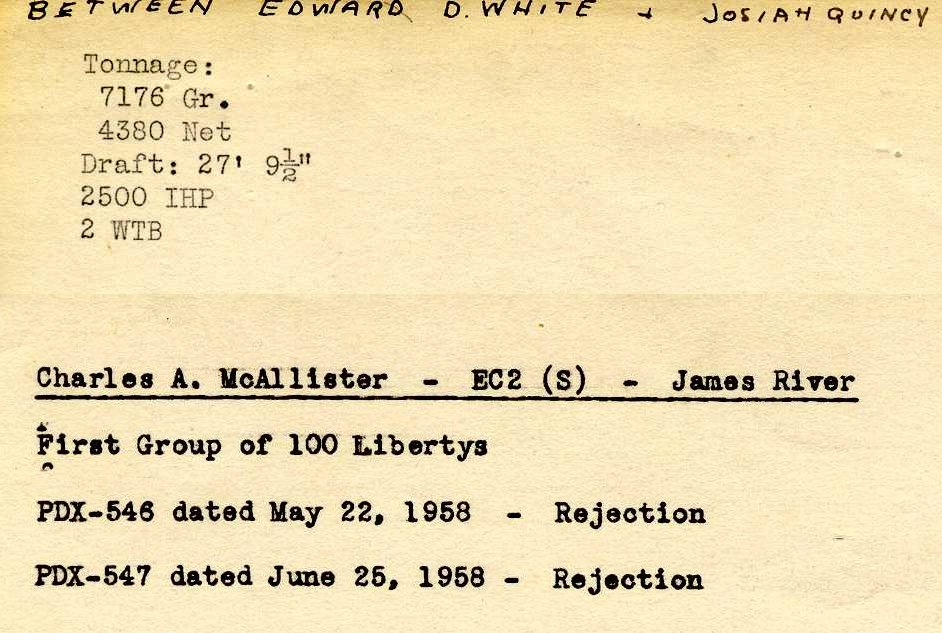 BETWEEN EDWARD D. WHITE + JOSIAH QUINCY
Tonnage:
7176 Gr.
4380 Net
Draft: 27' 9½"
2500 IHP
2 WTB
Charles A. McAllister - EC2 (S) - James River
First Group of 100 Libertys
PDX-546 dated May 22, 1958 - Rejection
PDX-547 dated June 25, 1958 - Rejection